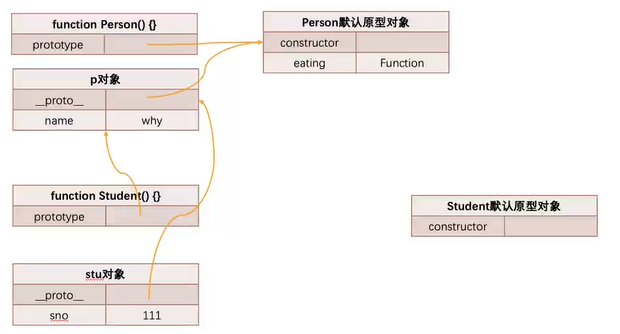 function Person() {}
prototype
Person默认原型对象
constructor
eating Function
p对象
__proto__
name why
function Student() {}
prototype
Student默认原型对象
constructor
stu对象
__proto__
sno 111